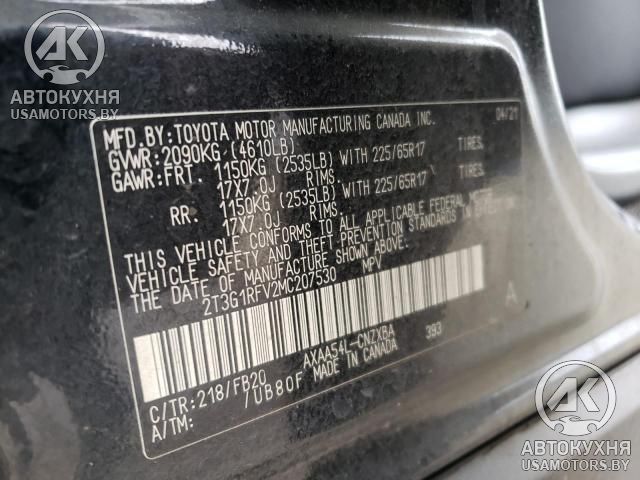 AK
АВТОКУХНЯ
USAMOTORS.BY
MFD.BY:TOYOTA MOTOR MANUFACTURING CANADA INC. 04/21
GVWR:2090KG (4610LB)
GAWR:FRT. 1150KG (2535LB) WITH 225/65R17 TIRES.
17X7.0J RIMS.
RR. 1150KG (2535LB) WITH 225/65R17 TIRES.
17X7.0J RIMS.
THIS VEHICLE CONFORMS TO ALL APPLICABLE FEDERAL MOTOR
VEHICLE SAFETY AND THEFT PREVENTION STANDARDS IN EFFECT ON
THE DATE OF MANUFACTURE SHOWN ABOVE.
2T3G1RFV2MC207530 MPV
A
C/TR:218/FB20 AXAA54L-CNZXBA 393
A/TM: /UB80F MADE IN CANADA
AK
АВТОКУХНЯ
USAMOTORS.BY